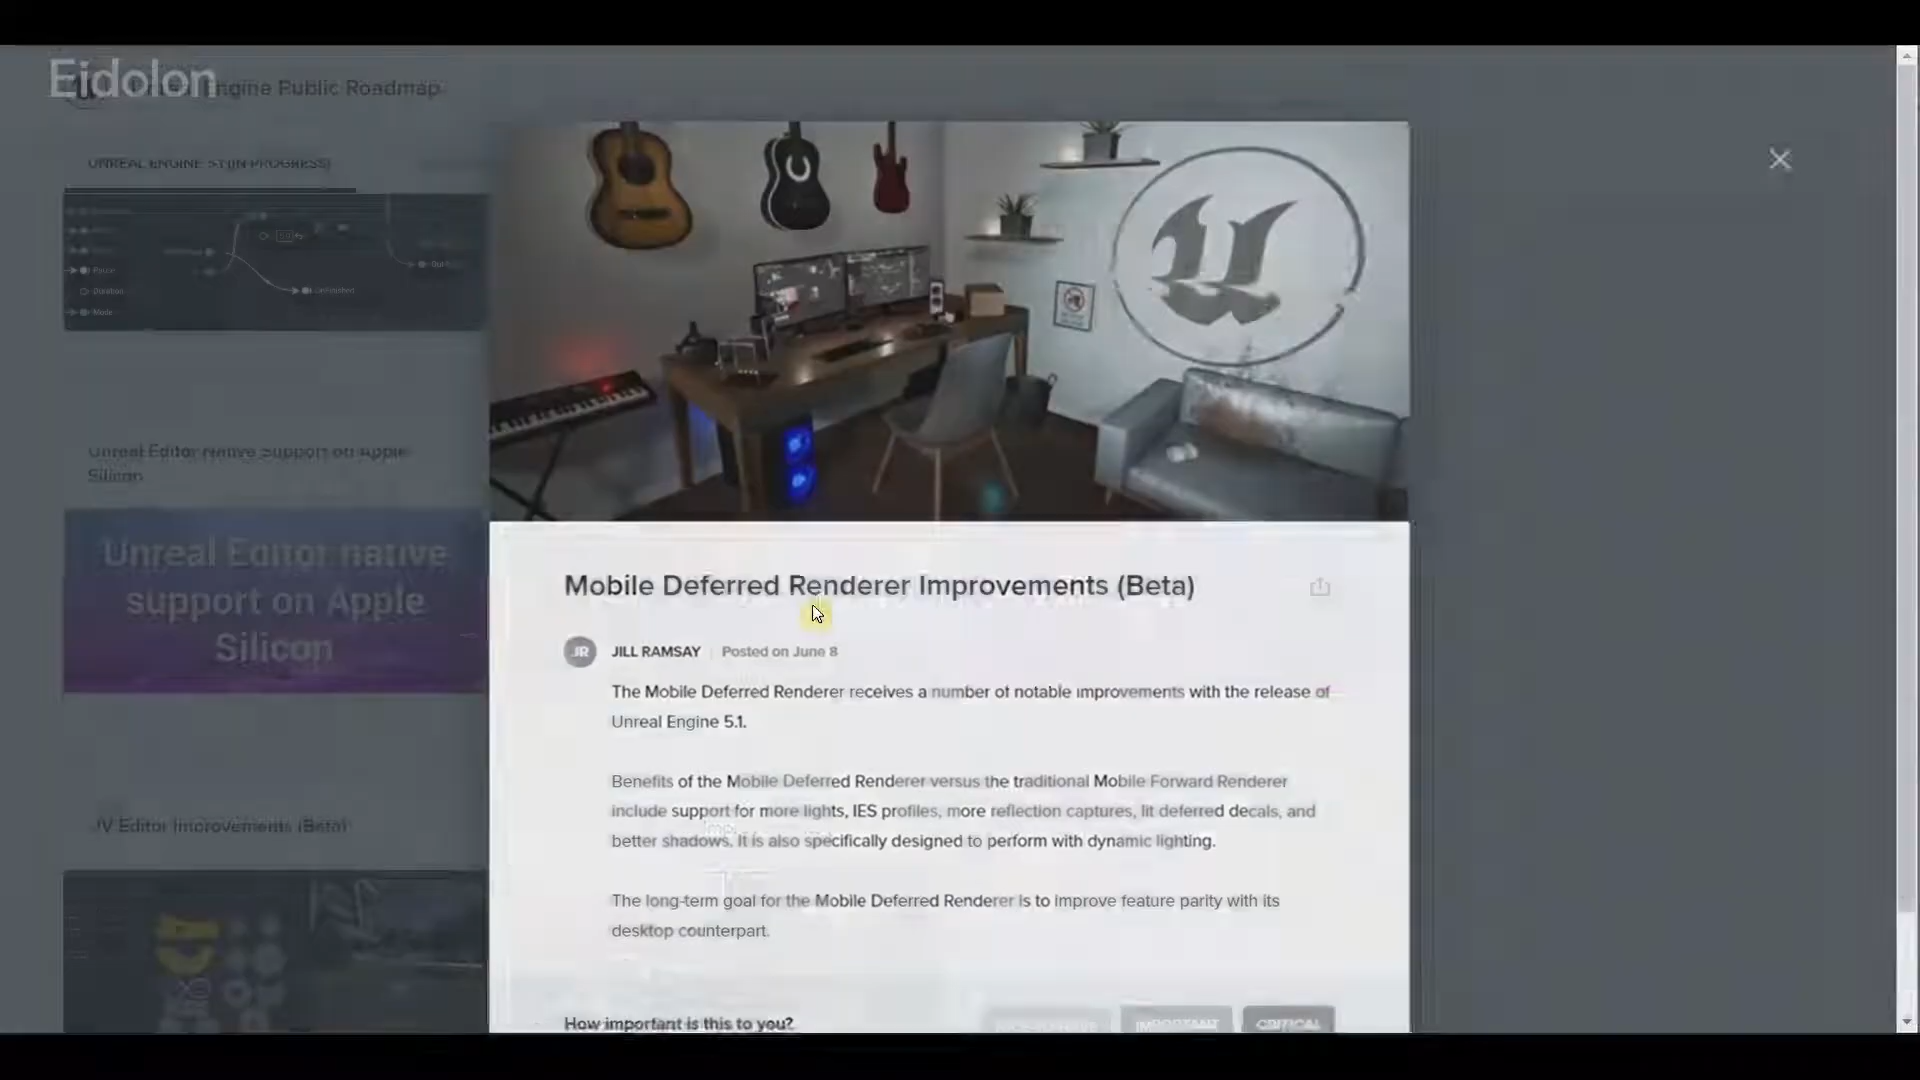 Eidolon
Engine Public Roadmap
UNREAL ENGINE 5.1 (IN PROGRESS)
Pause
Duration
Mode
Unreal Editor Native Support on Apple
Silicon
Unreal Editor native
support on Apple
Silicon
UV Editor Improvements (Beta)
Mobile Deferred Renderer Improvements (Beta)
JR
JILL RAMSAY
Posted on June 8
The Mobile Deferred Renderer receives a number of notable improvements with the release of
Unreal Engine 5.1.
Benefits of the Mobile Deferred Renderer versus the traditional Mobile Forward Renderer
include support for more lights, IES profiles, more reflection captures, lit deferred decals, and
better shadows. It is also specifically designed to perform with dynamic lighting.
The long-term goal for the Mobile Deferred Renderer is to improve feature parity with its
desktop counterpart.
How important is this to you?
IMPORTANT
CRITICAL